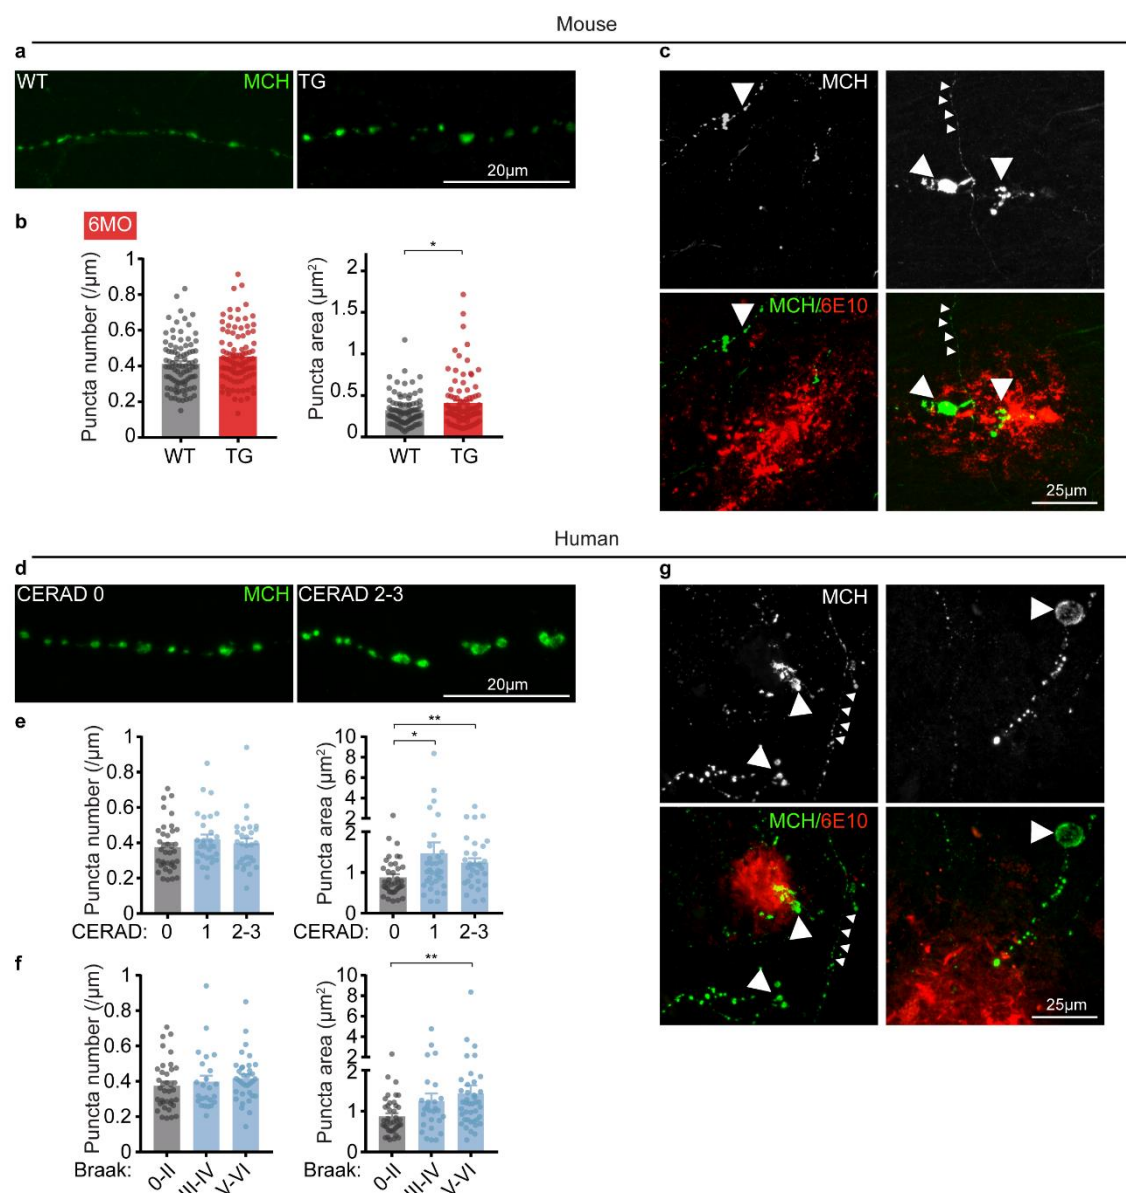 Mouse
a
WT
MCH
TG
20µm
b
6MO
Puncta number (/µm)
1
0.8
0.6
0.4
0.2
0
WT
TG
Puncta area (µm²)
2
1.5
1
0.5
0
*
WT
TG
c
MCH
MCH/6E10
25µm
Human
d
CERAD 0
MCH
CERAD 2-3
20µm
e
Puncta number (/µm)
1
0.8
0.6
0.4
0.2
0
CERAD: 0 1 2-3
Puncta area (µm²)
10
8
6
4
2
2
1
0
**
*
CERAD: 0 1 2-3
f
Puncta number (/µm)
1
0.8
0.6
0.4
0.2
0
Braak: 0-II III-IV V-VI
Puncta area (µm²)
10
8
6
4
2
2
1
0
**
Braak: 0-II III-IV V-VI
g
MCH
MCH/6E10
25µm